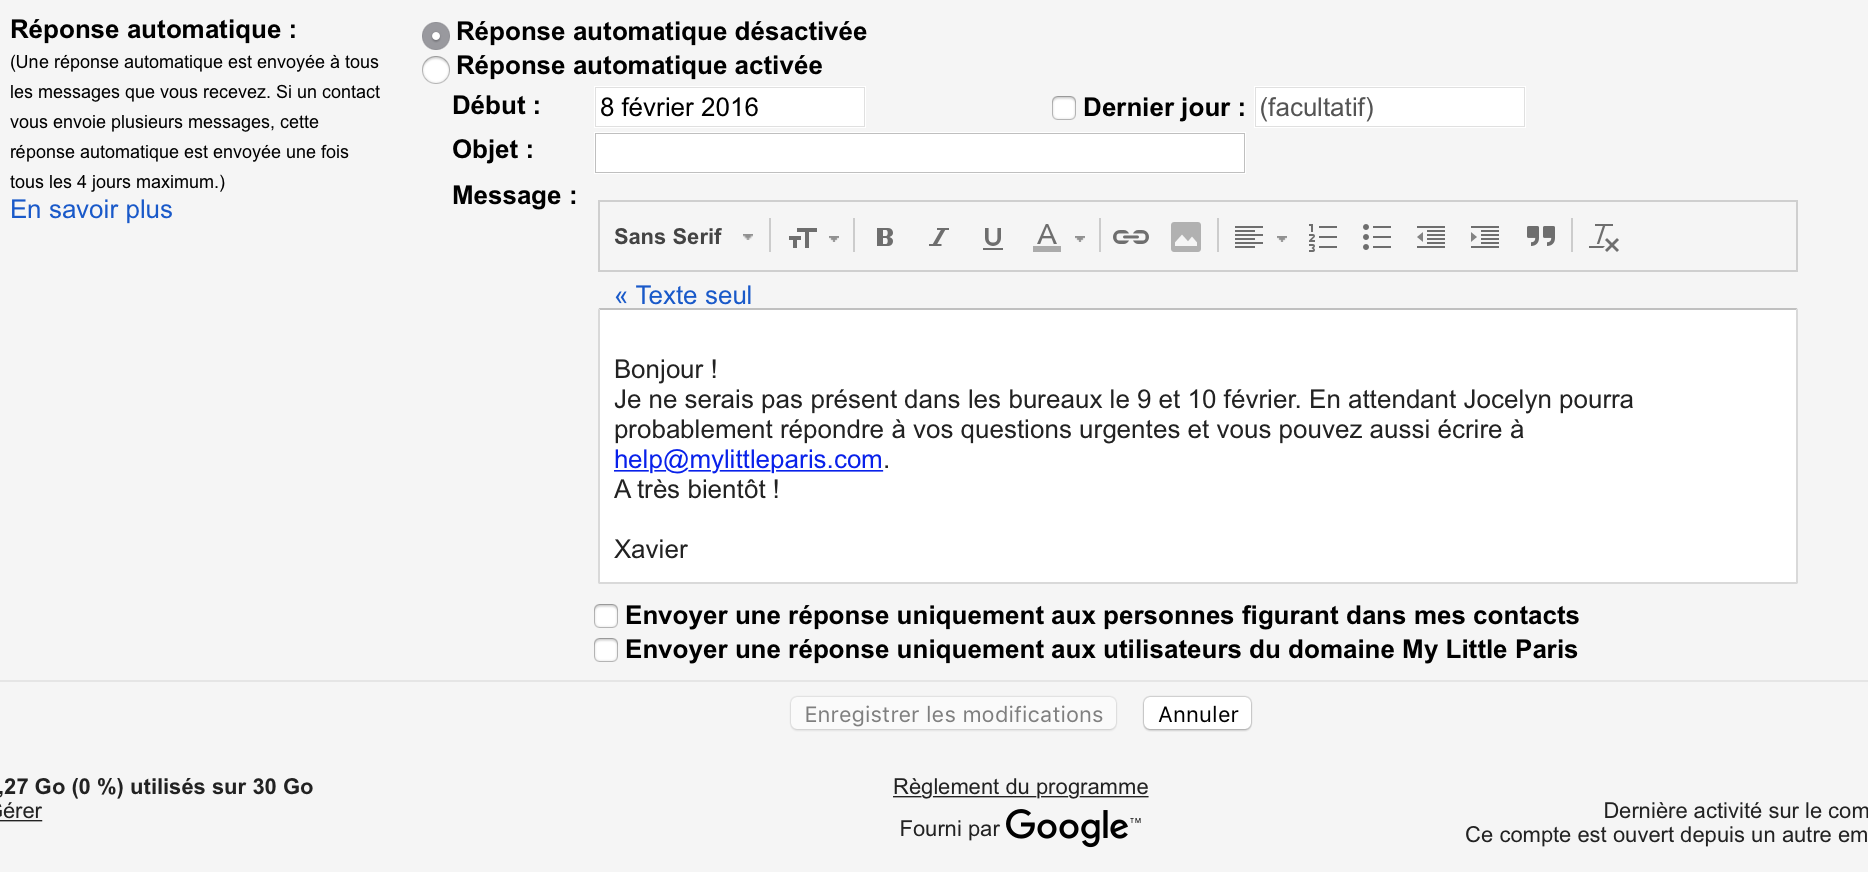 Réponse automatique :
(Une réponse automatique est envoyée à tous
les messages que vous recevez. Si un contact
vous envoie plusieurs messages, cette
réponse automatique est envoyée une fois
tous les 4 jours maximum.)
En savoir plus
Réponse automatique désactivée
Réponse automatique activée
Début : 8 février 2016 Dernier jour : (facultatif)
Objet :
Message :
Sans Serif
« Texte seul
Bonjour !
Je ne serais pas présent dans les bureaux le 9 et 10 février. En attendant Jocelyn pourra
probablement répondre à vos questions urgentes et vous pouvez aussi écrire à
help@mylittleparis.com.
A très bientôt !
Xavier
Envoyer une réponse uniquement aux personnes figurant dans mes contacts
Envoyer une réponse uniquement aux utilisateurs du domaine My Little Paris
Enregistrer les modifications Annuler
,27 Go (0 %) utilisés sur 30 Go
Gérer
Règlement du programme
Fourni par Google™
Dernière activité sur le com
Ce compte est ouvert depuis un autre em